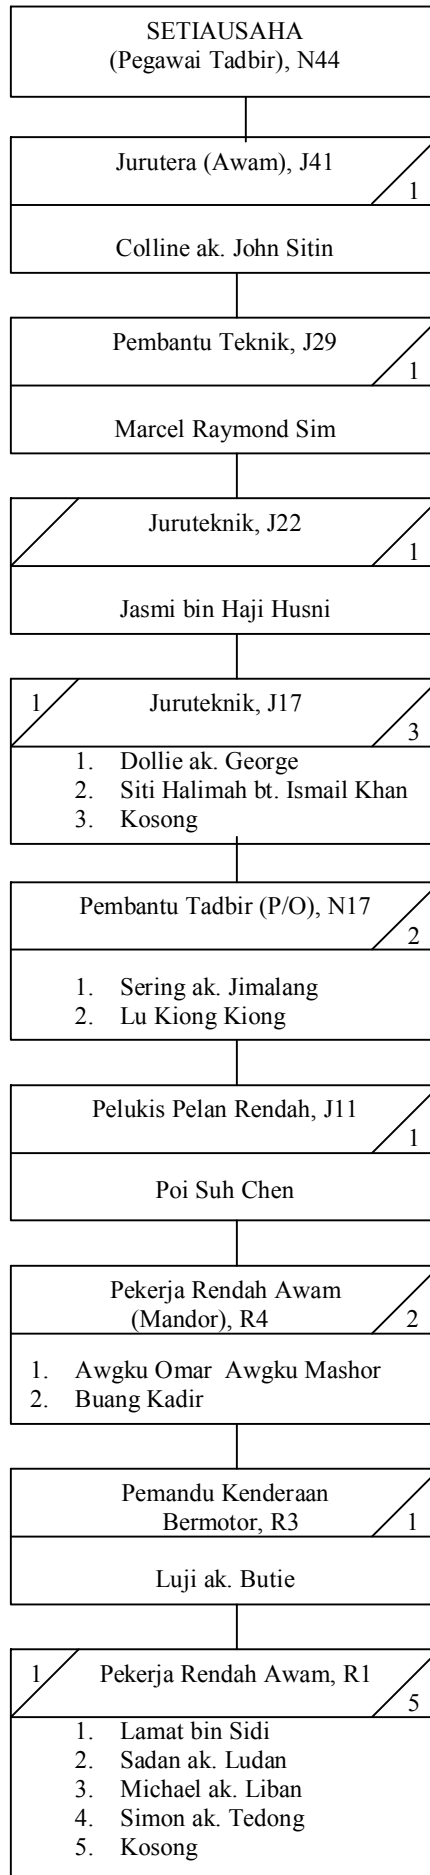 SETIAUSAHA
(Pegawai Tadbir), N44
Jurutera (Awam), J41
1
Colline ak. John Sitin
Pembantu Teknik, J29
1
Marcel Raymond Sim
Juruteknik, J22
1
Jasmi bin Haji Husni
1 Juruteknik, J17
3
1. Dollie ak. George
2. Siti Halimah bt. Ismail Khan
3. Kosong
Pembantu Tadbir (P/O), N17
2
1. Sering ak. Jimalang
2. Lu Kiong Kiong
Pelukis Pelan Rendah, J11
1
Poi Suh Chen
Pekerja Rendah Awam
(Mandor), R4 2
1. Awgku Omar Awgku Mashor
2. Buang Kadir
Pemandu Kenderaan
Bermotor, R3 1
Luji ak. Butie
1 Pekerja Rendah Awam, R1
5
1. Lamat bin Sidi
2. Sadan ak. Ludan
3. Michael ak. Liban
4. Simon ak. Tedong
5. Kosong